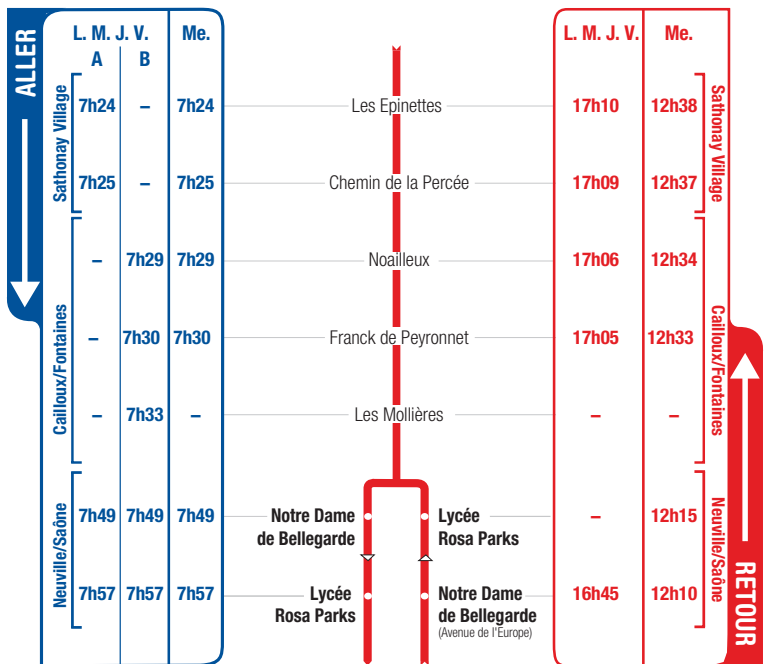 ALLER
L. M. J. V. Me.
A B
L. M. J. V. Me.
Sathonay Village
7h24 – 7h24 Les Epinettes 17h10 12h38
7h25 – 7h25 Chemin de la Percée 17h09 12h37
Sathonay Village
Cailloux/Fontaines
– 7h29 7h29 Noailleux 17h06 12h34
– 7h30 7h30 Franck de Peyronnet 17h05 12h33
– 7h33 – Les Mollières – –
Cailloux/Fontaines
Neuville/Saône
7h49 7h49 7h49 Notre Dame Lycée – 12h15
de Bellegarde Rosa Parks
7h57 7h57 7h57 Lycée Notre Dame 16h45 12h10
Rosa Parks de Bellegarde
(Avenue de l'Europe)
Neuville/Saône
RETOUR